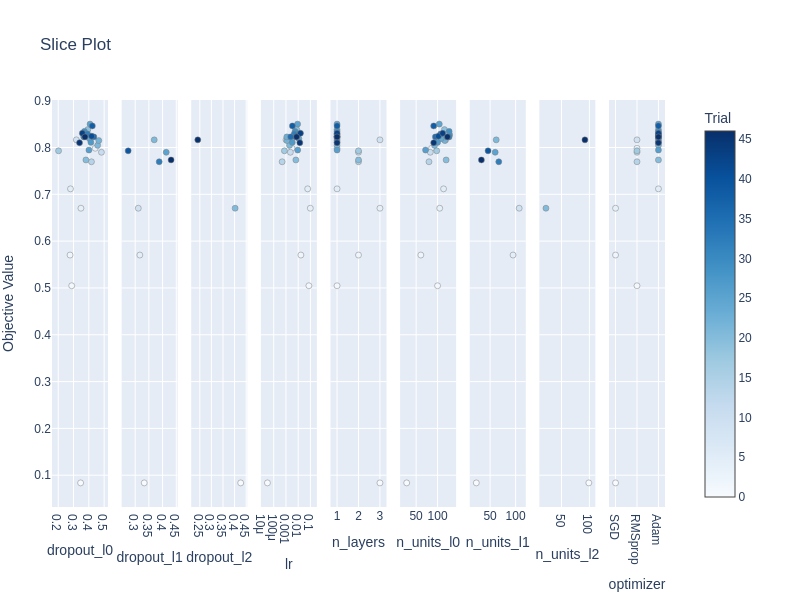 Slice Plot
Objective Value
0.9
0.8
0.7
0.6
0.5
0.4
0.3
0.2
0.1
0.2 0.3 0.4 0.5
dropout_l0
0.3 0.35 0.4 0.45
dropout_l1
0.25 0.3 0.35 0.4 0.45
dropout_l2
10μ 100μ 0.001 0.01 0.1
lr
1 2 3
n_layers
50 100
n_units_l0
50 100
n_units_l1
50 100
n_units_l2
SGD RMSprop Adam
optimizer
Trial
45
40
35
30
25
20
15
10
5
0